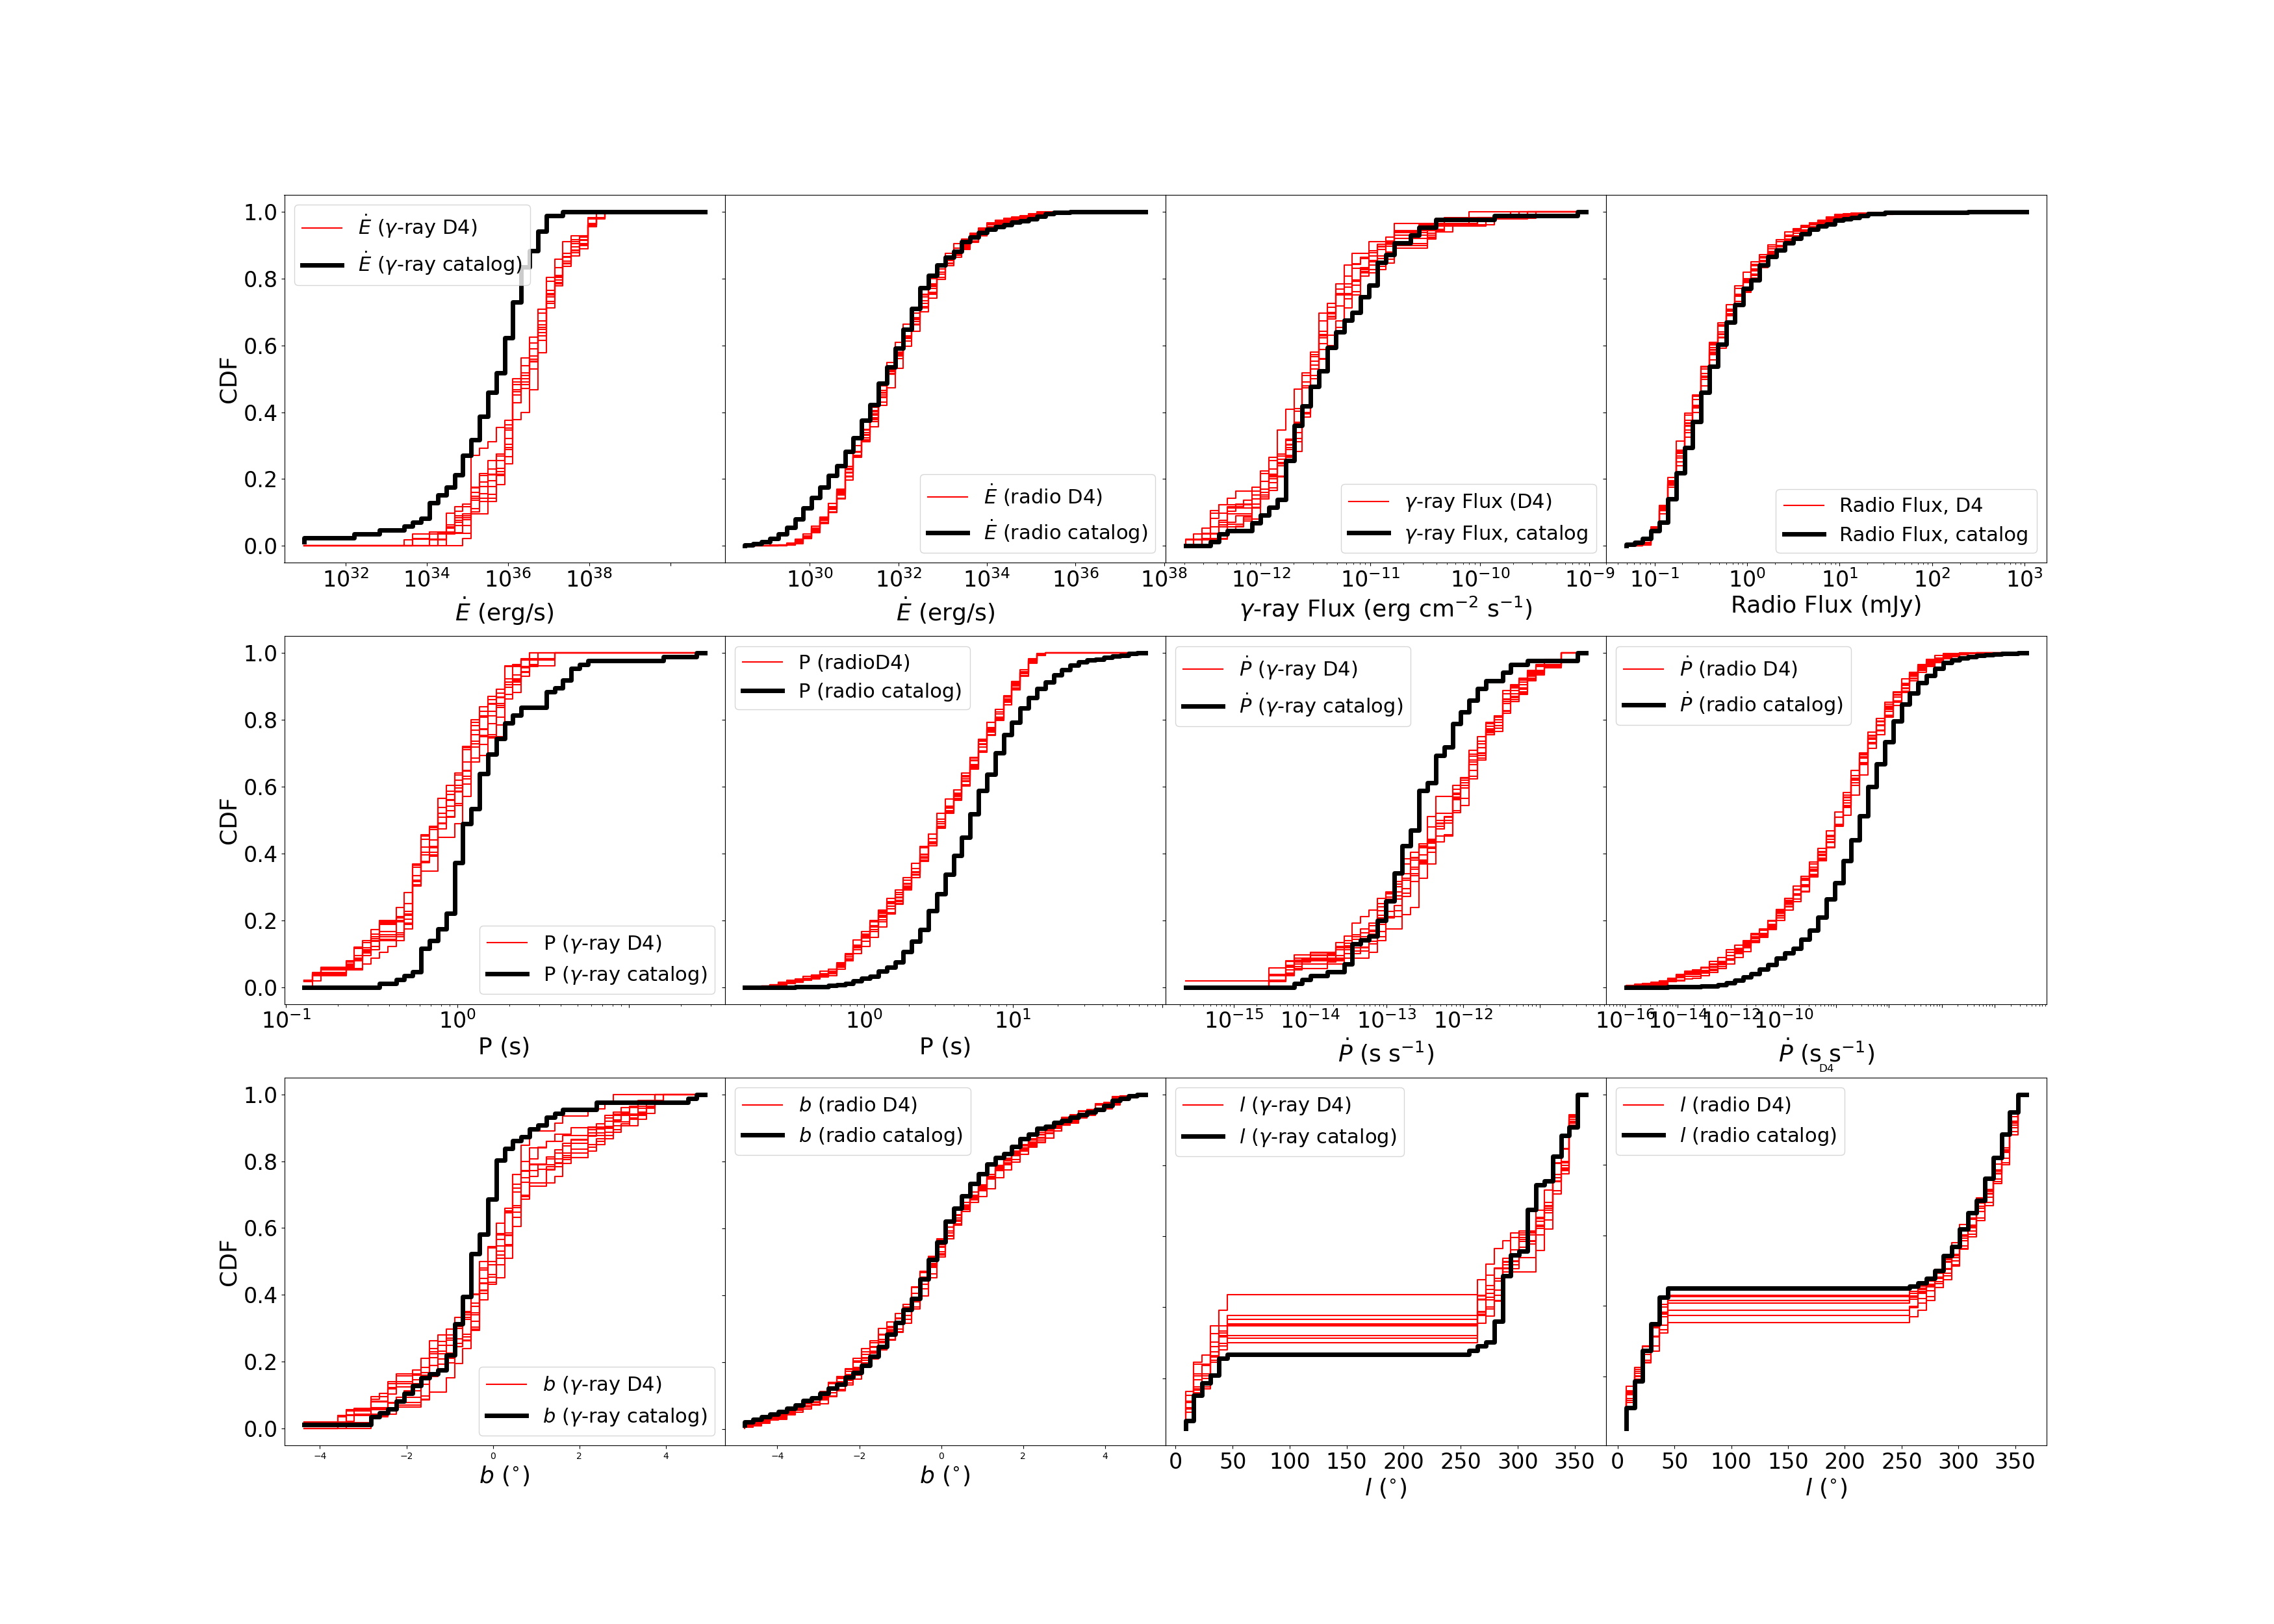 1.0
0.8
0.6
0.4
0.2
0.0
CDF
Ė (γ-ray D4)
Ė (γ-ray catalog)
10³² 10³⁴ 10³⁶ 10³⁸
Ė (erg/s)
Ė (radio D4)
Ė (radio catalog)
10³⁰ 10³² 10³⁴ 10³⁶ 10³⁸
Ė (erg/s)
γ-ray Flux (D4)
γ-ray Flux, catalog
10⁻¹² 10⁻¹¹ 10⁻¹⁰ 10⁻⁹
γ-ray Flux (erg cm⁻² s⁻¹)
Radio Flux, D4
Radio Flux, catalog
10⁻¹ 10⁰ 10¹ 10² 10³
Radio Flux (mJy)
1.0
0.8
0.6
0.4
0.2
0.0
CDF
P (γ-ray D4)
P (γ-ray catalog)
10⁻¹ 10⁰
P (s)
P (radioD4)
P (radio catalog)
10⁰ 10¹
P (s)
Ṗ (γ-ray D4)
Ṗ (γ-ray catalog)
10⁻¹⁵ 10⁻¹⁴ 10⁻¹³ 10⁻¹²
Ṗ (s s⁻¹)
Ṗ (radio D4)
Ṗ (radio catalog)
10⁻¹⁶ 10⁻¹⁴ 10⁻¹² 10⁻¹⁰
Ṗ (s s⁻¹)
D4
1.0
0.8
0.6
0.4
0.2
0.0
CDF
b (γ-ray D4)
b (γ-ray catalog)
−4 −2 0 2 4
b (°)
b (radio D4)
b (radio catalog)
−4 −2 0 2 4
b (°)
l (γ-ray D4)
l (γ-ray catalog)
0 50 100 150 200 250 300 350
l (°)
l (radio D4)
l (radio catalog)
0 50 100 150 200 250 300 350
l (°)